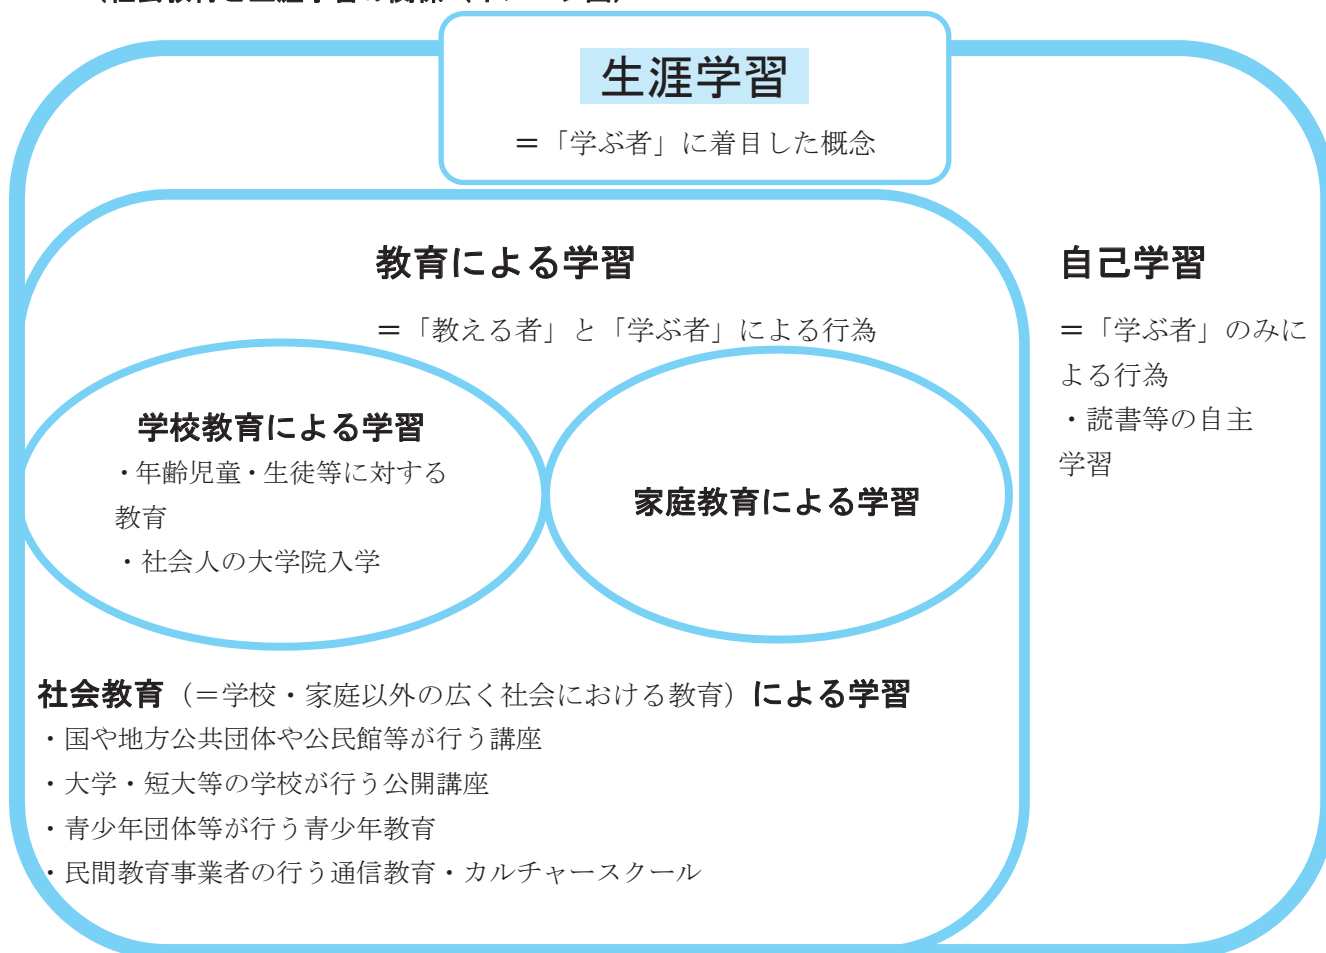 生涯学習
＝「学ぶ者」に着目した概念
教育による学習
＝「教える者」と「学ぶ者」による行為
自己学習
＝「学ぶ者」のみに
よる行為
・読書等の自主
学習
学校教育による学習
・年齢児童・生徒等に対する
教育
・社会人の大学院入学
家庭教育による学習
社会教育（＝学校・家庭以外の広く社会における教育）による学習
・国や地方公共団体や公民館等が行う講座
・大学・短大等の学校が行う公開講座
・青少年団体等が行う青少年教育
・民間教育事業者の行う通信教育・カルチャースクール